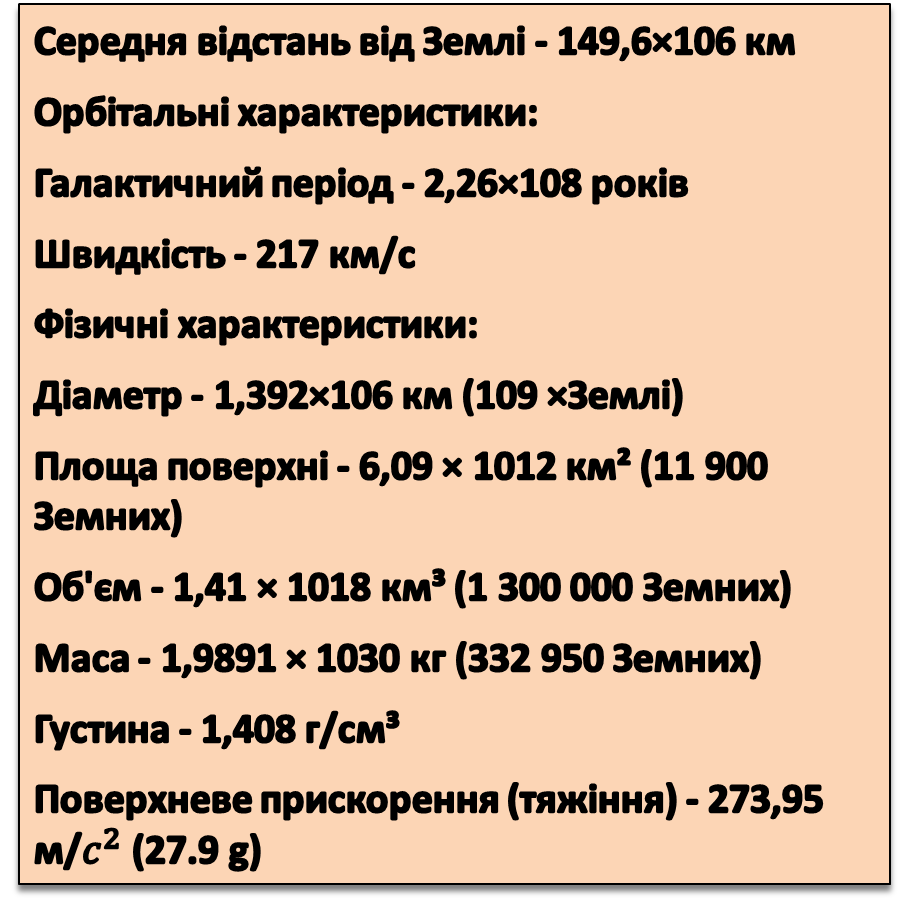 Середня відстань від Землі - 149,6×106 км
Орбітальні характеристики:
Галактичний період - 2,26×108 років
Швидкість - 217 км/с
Фізичні характеристики:
Діаметр - 1,392×106 км (109 ×Землі)
Площа поверхні - 6,09 × 1012 км² (11 900
Земних)
Об'єм - 1,41 × 1018 км³ (1 300 000 Земних)
Маса - 1,9891 × 1030 кг (332 950 Земних)
Густина - 1,408 г/см³
Поверхневе прискорення (тяжіння) - 273,95
м/с² (27.9 g)